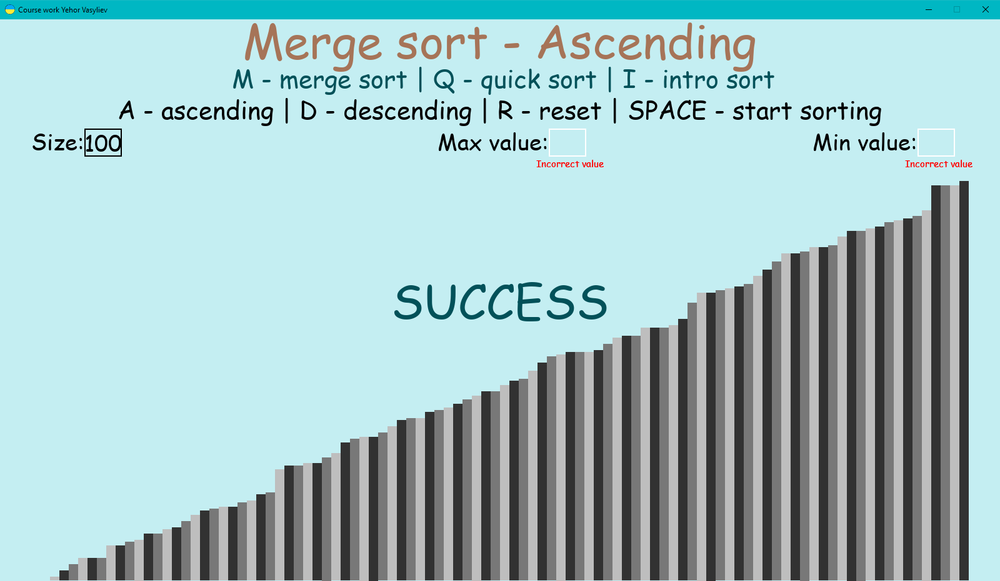 Course work Yehor Vasyliev
Merge sort - Ascending
M - merge sort | Q - quick sort | I - intro sort
A - ascending | D - descending | R - reset | SPACE - start sorting
Size:100 Max value: Min value:
Incorrect value Incorrect value
SUCCESS